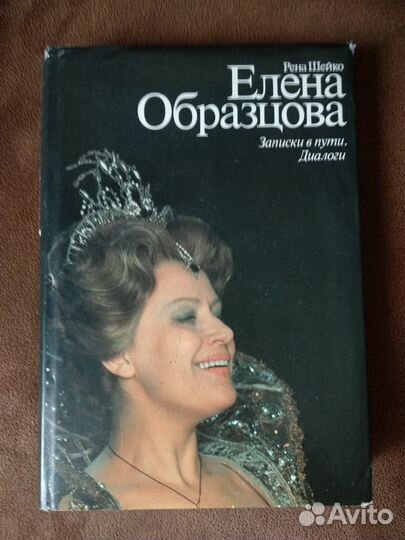 Рена Шейко
Елена
Образцова
Записки в пути.
Диалоги
Avito